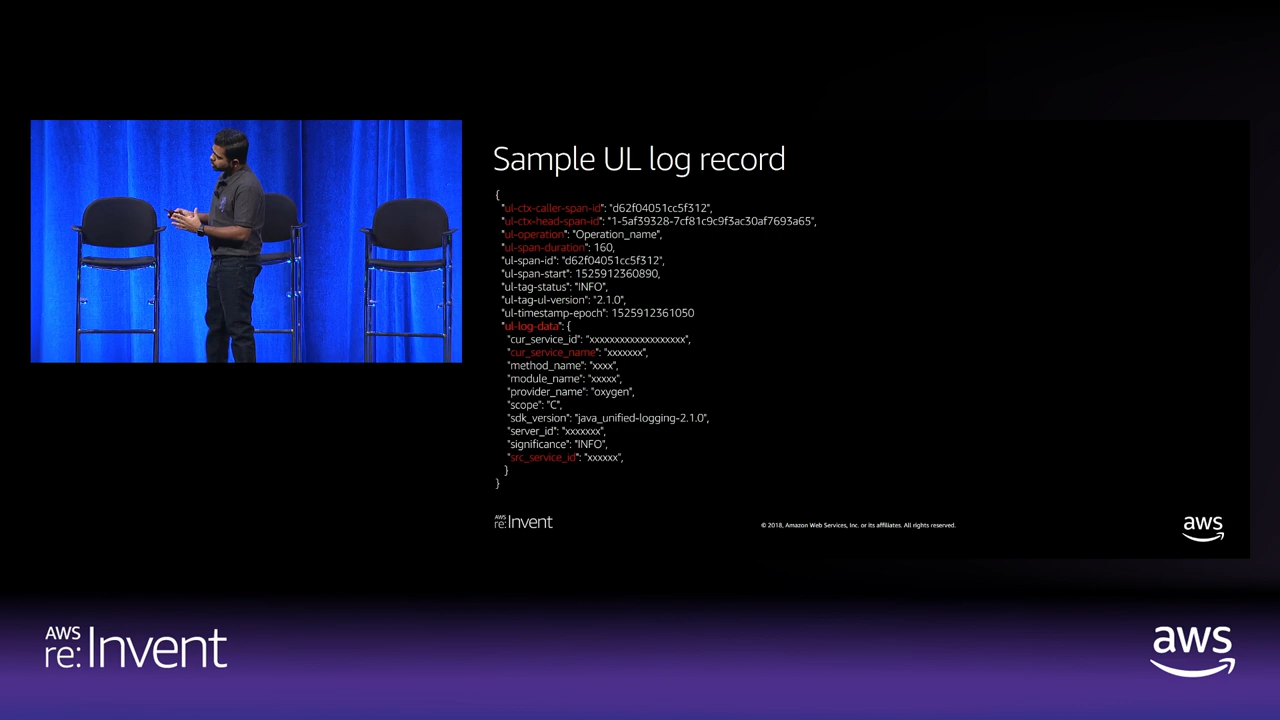 Sample UL log record
{
"ul-ctx-caller-span-id": "d62f04051cc5f312",
"ul-ctx-head-span-id": "1-5af39328-7cf81c9c9f3ac30af7693a65",
"ul-operation": "Operation_name",
"ul-span-duration": 160,
"ul-span-id": "d62f04051cc5f312",
"ul-span-start": 1525912360890,
"ul-tag-status": "INFO",
"ul-tag-ul-version": "2.1.0",
"ul-timestamp-epoch": 1525912361050
"ul-log-data": {
"cur_service_id": "xxxxxxxxxxxxxxxxxxx",
"cur_service_name": "xxxxxxx",
"method_name": "xxxx",
"module_name": "xxxxx",
"provider_name": "oxygen",
"scope": "C",
"sdk_version": "java_unified-logging-2.1.0",
"server_id": "xxxxxxx",
"significance": "INFO",
"src_service_id": "xxxxxx",
}
}
AWS
re:Invent
© 2018, Amazon Web Services, Inc. or its affiliates. All rights reserved.
aws
AWS
re:Invent
aws